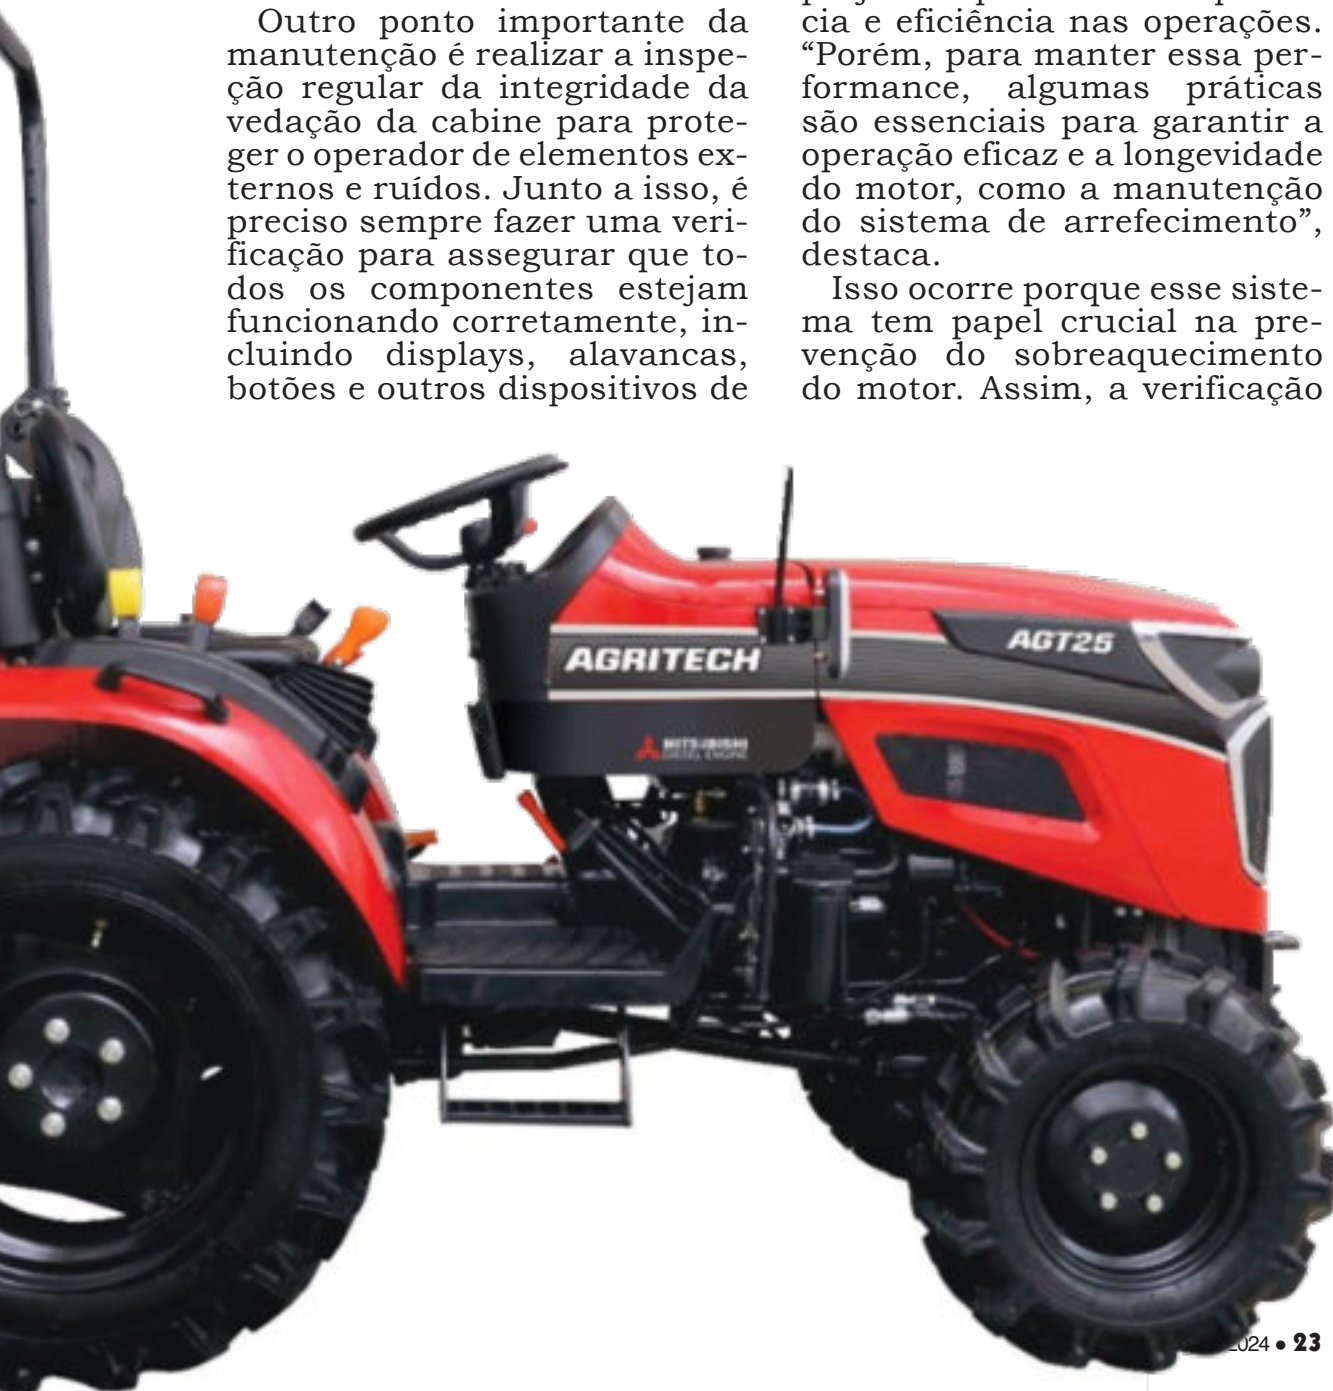 Outro ponto importante da
manutenção é realizar a inspe-
ção regular da integridade da
vedação da cabine para prote-
ger o operador de elementos ex-
ternos e ruídos. Junto a isso, é
preciso sempre fazer uma veri-
ficação para assegurar que to-
dos os componentes estejam
funcionando corretamente, in-
cluindo displays, alavancas,
botões e outros dispositivos de
cia e eficiência nas operações.
“Porém, para manter essa per-
formance, algumas práticas
são essenciais para garantir a
operação eficaz e a longevidade
do motor, como a manutenção
do sistema de arrefecimento”,
destaca.
Isso ocorre porque esse siste-
ma tem papel crucial na pre-
venção do sobreaquecimento
do motor. Assim, a verificação
AGRITECH
AGT25
MITSUBISHI
DIESEL ENGINE
2024 • 23